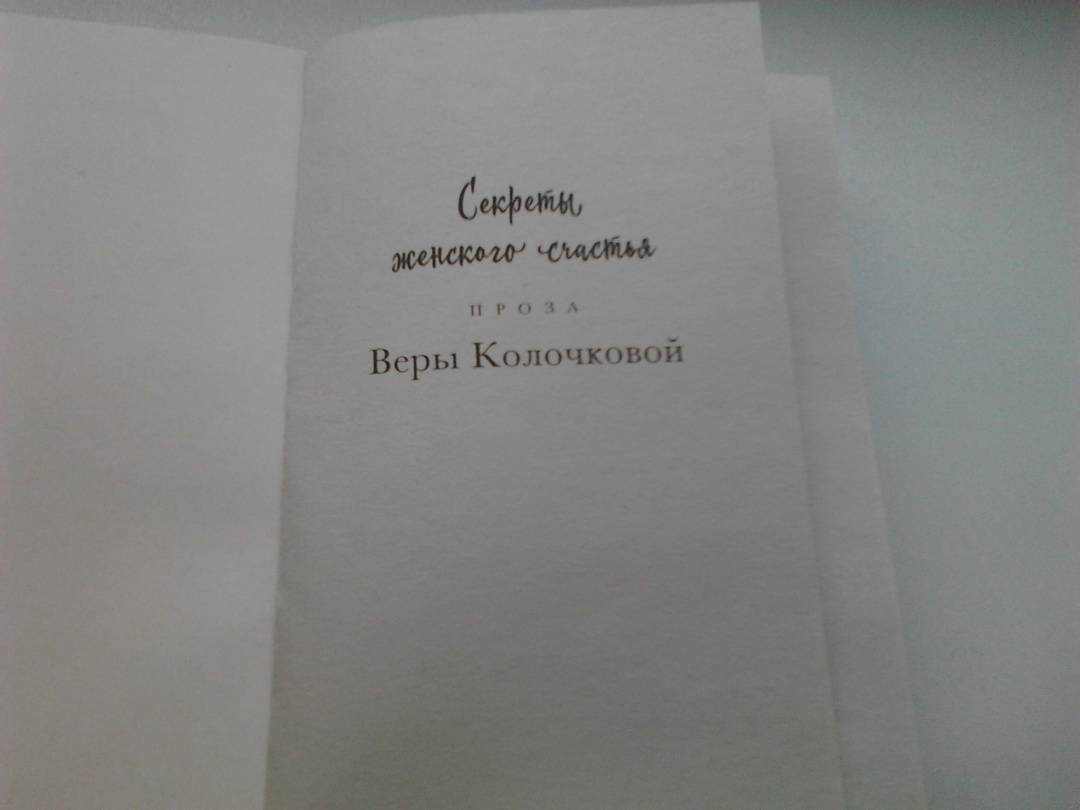 Секреты
женского счастья
ПРОЗА
Веры Колочковой